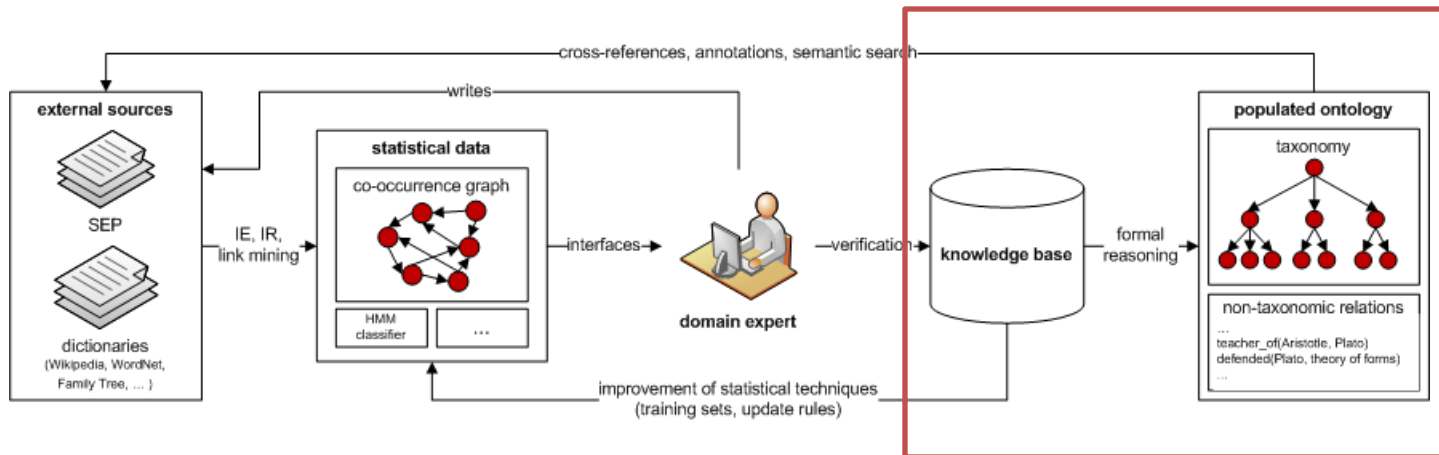 cross-references, annotations, semantic search
writes
external sources
SEP
dictionaries
(Wikipedia, WordNet,
Family Tree, ... )
IE, IR,
link mining
statistical data
co-occurrence graph
HMM
classifier
...
interfaces
domain expert
verification
knowledge base
formal
reasoning
populated ontology
taxonomy
non-taxonomic relations
...
teacher_of(Aristotle, Plato)
defended(Plato, theory of forms)
...
improvement of statistical techniques
(training sets, update rules)